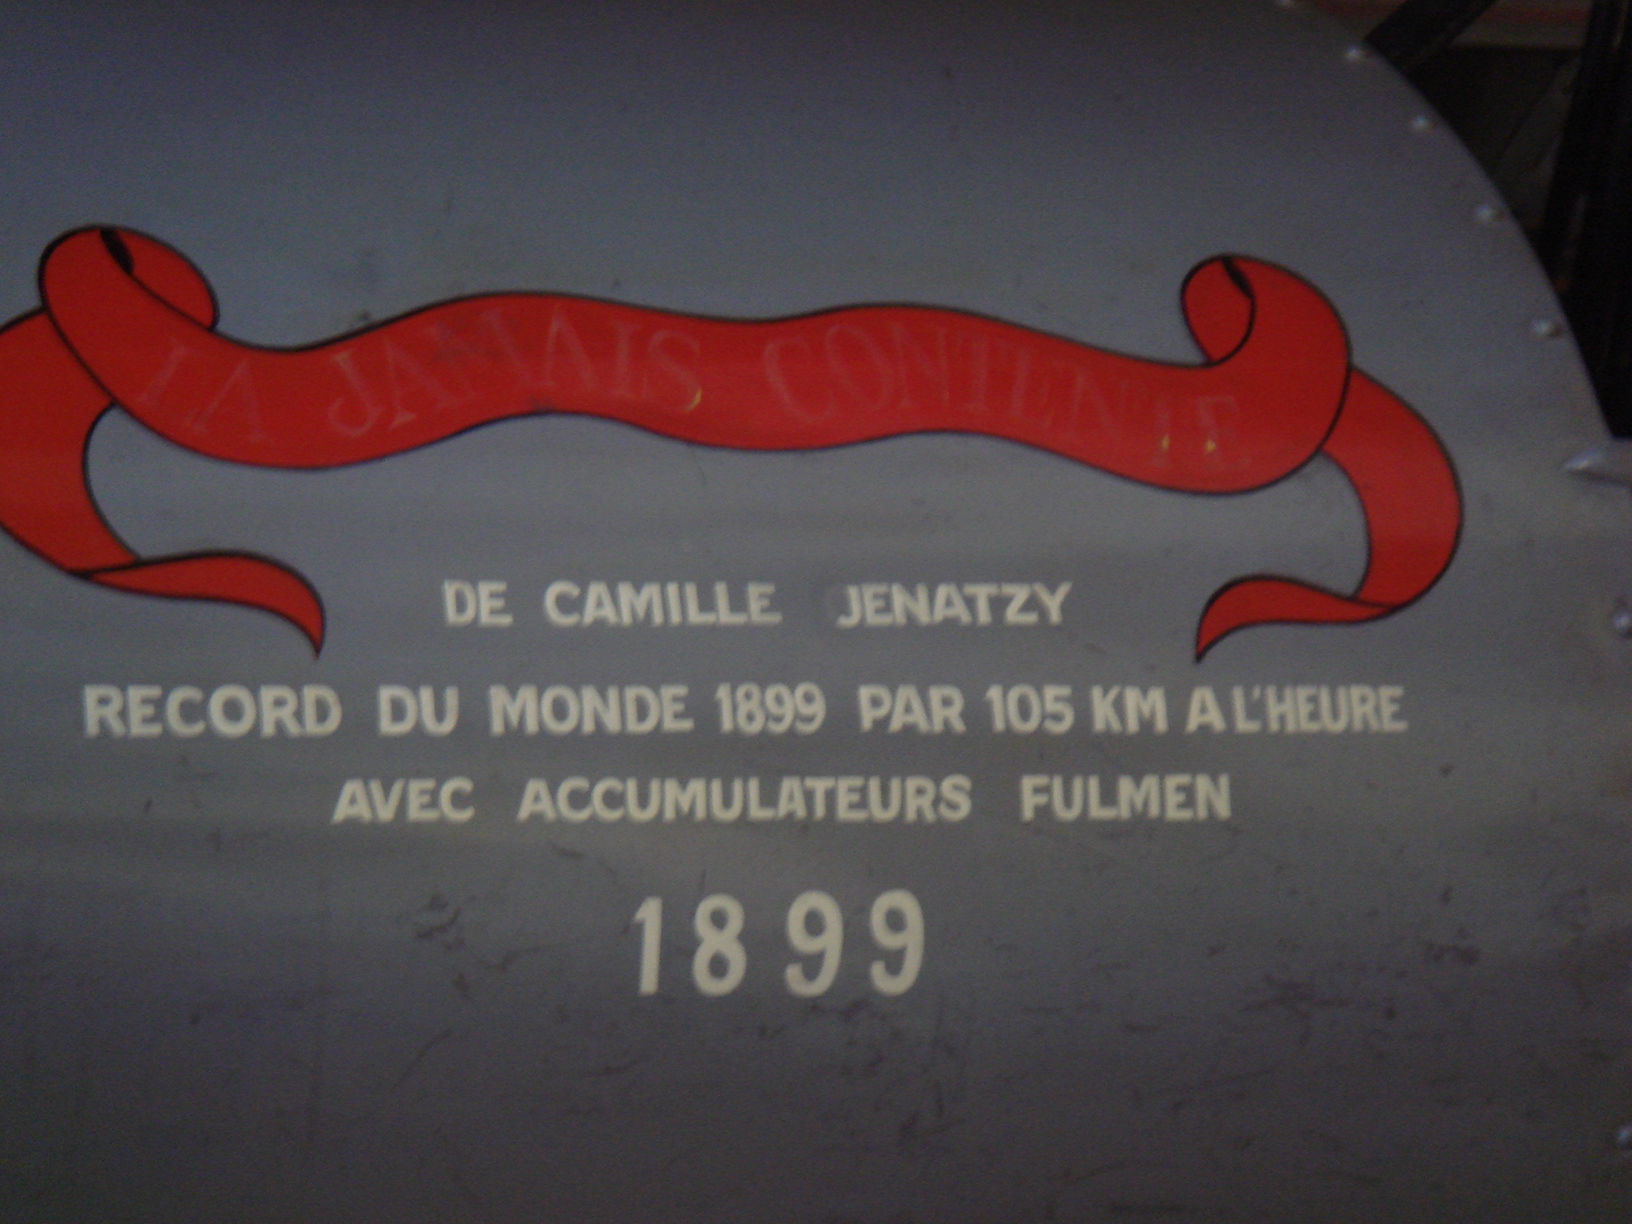 LA JAMAIS CONTENTE
DE CAMILLE JENATZY
RECORD DU MONDE 1899 PAR 105 KM A L'HEURE
AVEC ACCUMULATEURS FULMEN
1899